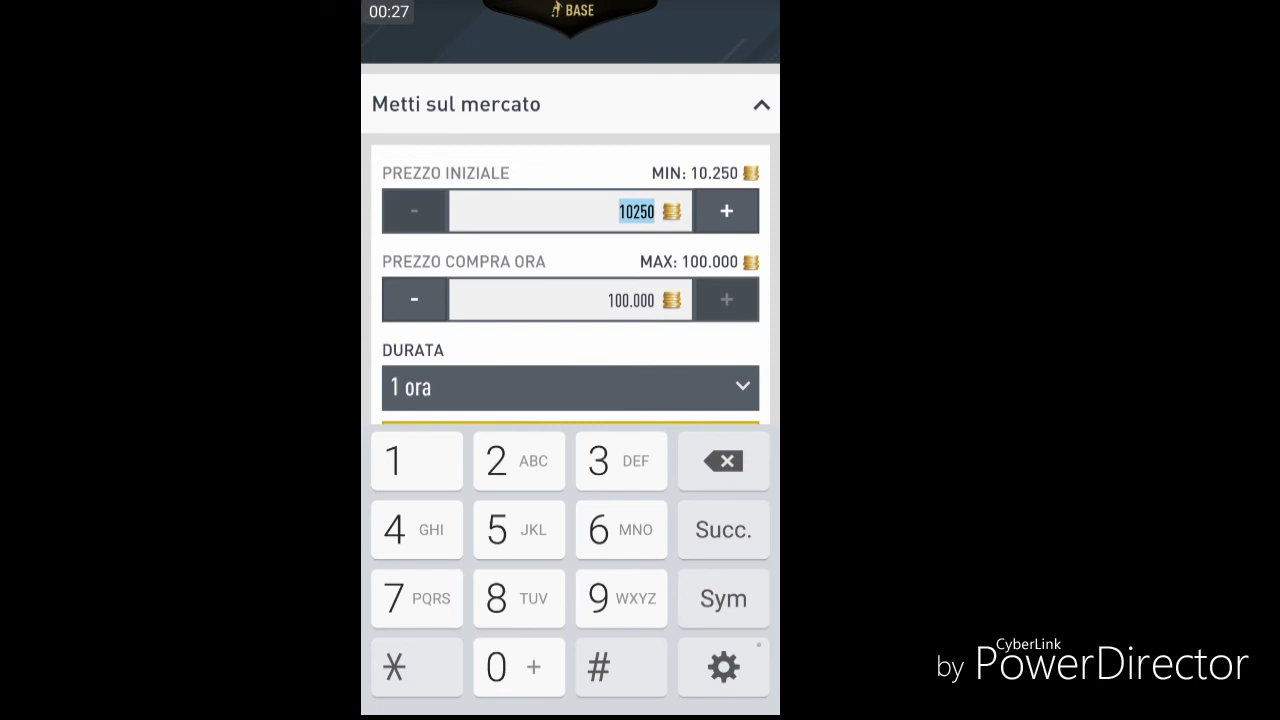 00:27
BASE
Metti sul mercato
PREZZO INIZIALE MIN: 10.250
- 10250 +
PREZZO COMPRA ORA MAX: 100.000
- 100.000 +
DURATA
1 ora
1 2 ABC 3 DEF
4 GHI 5 JKL 6 MNO Succ.
7 PQRS 8 TUV 9 WXYZ Sym
* 0 + #
CyberLink
by PowerDirector